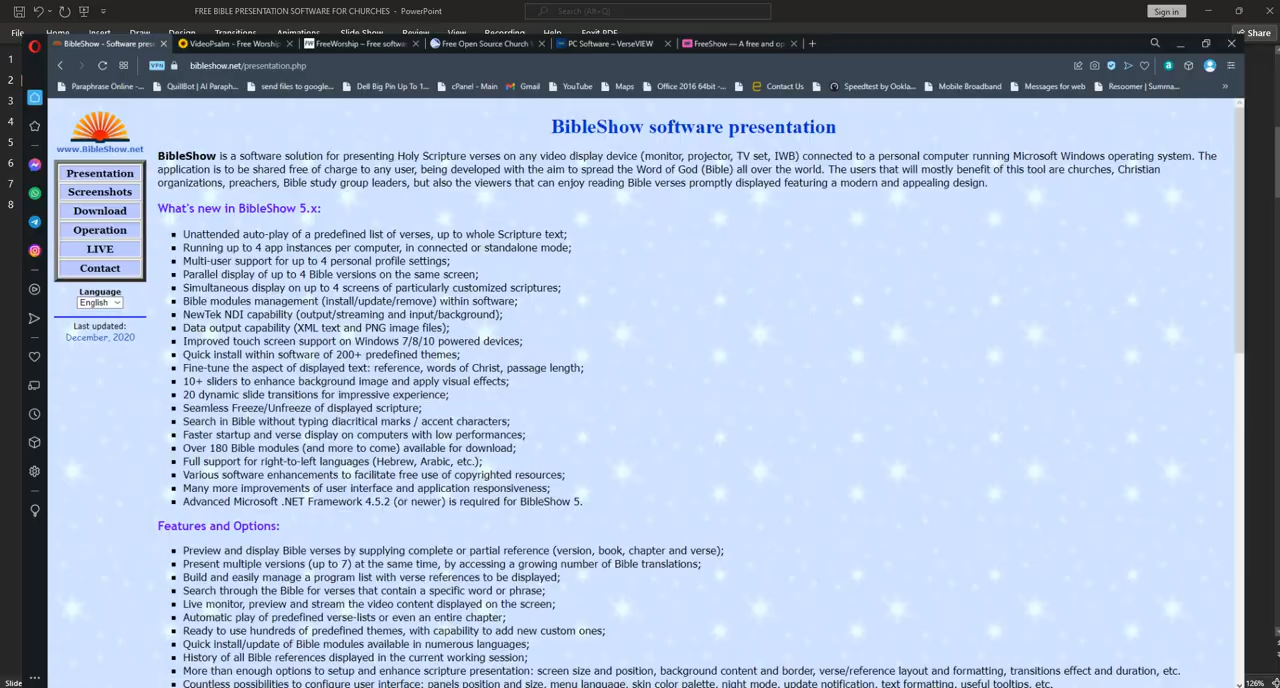 FREE BIBLE PRESENTATION SOFTWARE FOR CHURCHES - PowerPoint
Search (Alt+Q)
Sign in
File Home Insert Draw Design Transitions Animations Slide Show Review View Recording Help Foxit PDF
Share
BibleShow - Software pres
VideoPsalm - Free Worship
FreeWorship – Free softwa
Free Open Source Church
PC Software – VerseVIEW
FreeShow — A free and op
VPN
bibleshow.net/presentation.php
Paraphrase Online -...
QuillBot | AI Paraph...
send files to google...
Dell Big Pin Up To 1...
cPanel - Main
Gmail
YouTube
Maps
Office 2016 64bit -...
Contact Us
Speedtest by Ookla...
Mobile Broadband
Messages for web
Resoomer | Summa...
1
2
3
4
5
6
7
8
www.BibleShow.net
Presentation
Screenshots
Download
Operation
LIVE
Contact
Language
English
Last updated:
December, 2020
BibleShow software presentation
BibleShow is a software solution for presenting Holy Scripture verses on any video display device (monitor, projector, TV set, IWB) connected to a personal computer running Microsoft Windows operating system. The
application is to be shared free of charge to any user, being developed with the aim to spread the Word of God (Bible) all over the world. The users that will mostly benefit of this tool are churches, Christian
organizations, preachers, Bible study group leaders, but also the viewers that can enjoy reading Bible verses promptly displayed featuring a modern and appealing design.
What's new in BibleShow 5.x:
Unattended auto-play of a predefined list of verses, up to whole Scripture text;
Running up to 4 app instances per computer, in connected or standalone mode;
Multi-user support for up to 4 personal profile settings;
Parallel display of up to 4 Bible versions on the same screen;
Simultaneous display on up to 4 screens of particularly customized scriptures;
Bible modules management (install/update/remove) within software;
NewTek NDI capability (output/streaming and input/background);
Data output capability (XML text and PNG image files);
Improved touch screen support on Windows 7/8/10 powered devices;
Quick install within software of 200+ predefined themes;
Fine-tune the aspect of displayed text: reference, words of Christ, passage length;
10+ sliders to enhance background image and apply visual effects;
20 dynamic slide transitions for impressive experience;
Seamless Freeze/Unfreeze of displayed scripture;
Search in Bible without typing diacritical marks / accent characters;
Faster startup and verse display on computers with low performances;
Over 180 Bible modules (and more to come) available for download;
Full support for right-to-left languages (Hebrew, Arabic, etc.);
Various software enhancements to facilitate free use of copyrighted resources;
Many more improvements of user interface and application responsiveness;
Advanced Microsoft .NET Framework 4.5.2 (or newer) is required for BibleShow 5.
Features and Options:
Preview and display Bible verses by supplying complete or partial reference (version, book, chapter and verse);
Present multiple versions (up to 7) at the same time, by accessing a growing number of Bible translations;
Build and easily manage a program list with verse references to be displayed;
Search through the Bible for verses that contain a specific word or phrase;
Live monitor, preview and stream the video content displayed on the screen;
Automatic play of predefined verse-lists or even an entire chapter;
Ready to use hundreds of predefined themes, with capability to add new custom ones;
Quick install/update of Bible modules available in numerous languages;
History of all Bible references displayed in the current working session;
More than enough options to setup and enhance scripture presentation: screen size and position, background content and border, verse/reference layout and formatting, transitions effect and duration, etc.
Countless possibilities to configure user interface: panels position and size, menu language, skin color palette, night mode, update notification, text formatting, useful tooltips, etc.
Slide
126%